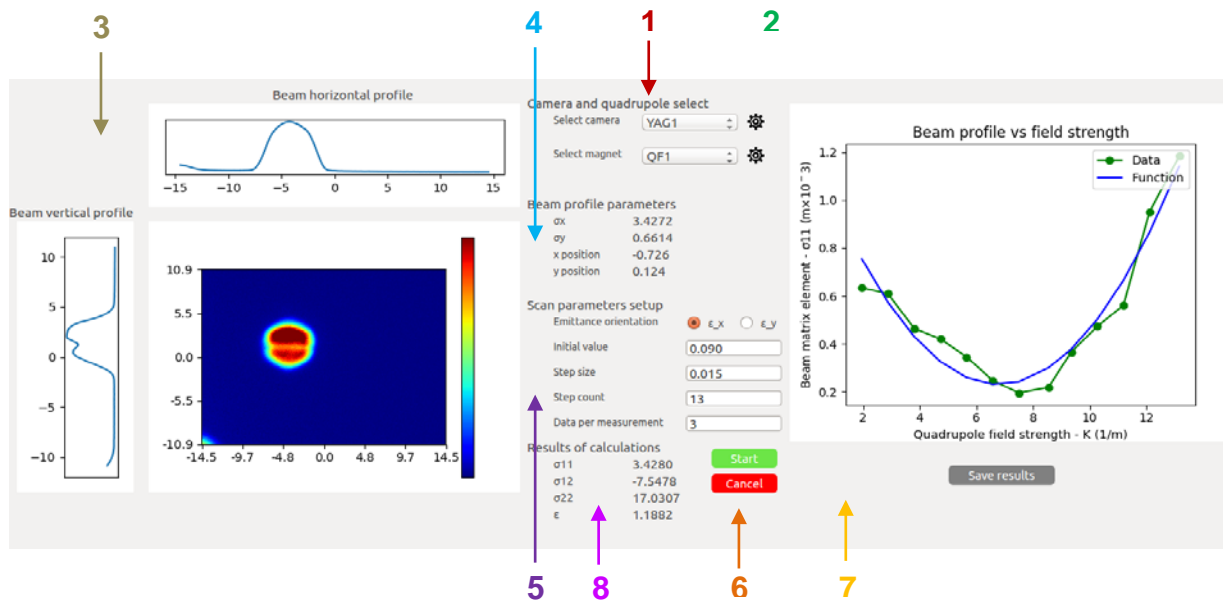 3
4
1
2
Beam horizontal profile
−15 −10 −5 0 5 10 15
Beam vertical profile
10
5
0
−5
−10
10.9
5.5
0.0
-5.5
-10.9
-14.5 -9.7 -4.8 0.0 4.8 9.7 14.5
Camera and quadrupole select
Select camera YAG1
Select magnet QF1
Beam profile parameters
σx 3.4272
σy 0.6614
x position -0.726
y position 0.124
Scan parameters setup
Emittance orientation ε_x ε_y
Initial value 0.090
Step size 0.015
Step count 13
Data per measurement 3
Results of calculations
σ11 3.4280
σ12 -7.5478
σ22 17.0307
ε 1.1882
Start
Cancel
Beam profile vs field strength
Data
Function
Beam matrix element - σ11 (m×10^−3)
1.2
1.0
0.8
0.6
0.4
0.2
2 4 6 8 10 12
Quadrupole field strength - K (1/m)
Save results
5
8
6
7